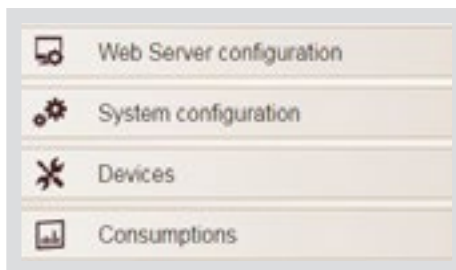 Web Server configuration
System configuration
Devices
Consumptions